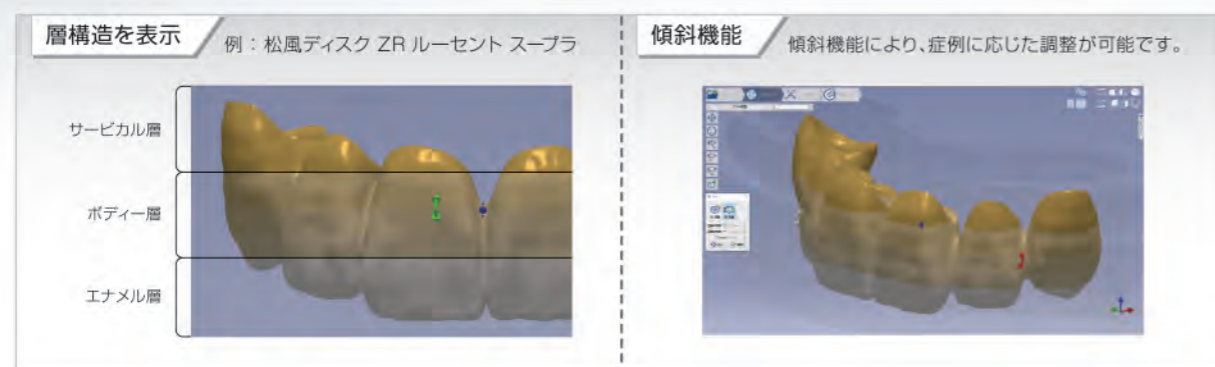 層構造を表示
例：松風ディスク ZR ルーセント スープラ
サービカル層
ボディー層
エナメル層
傾斜機能
傾斜機能により、症例に応じた調整が可能です。